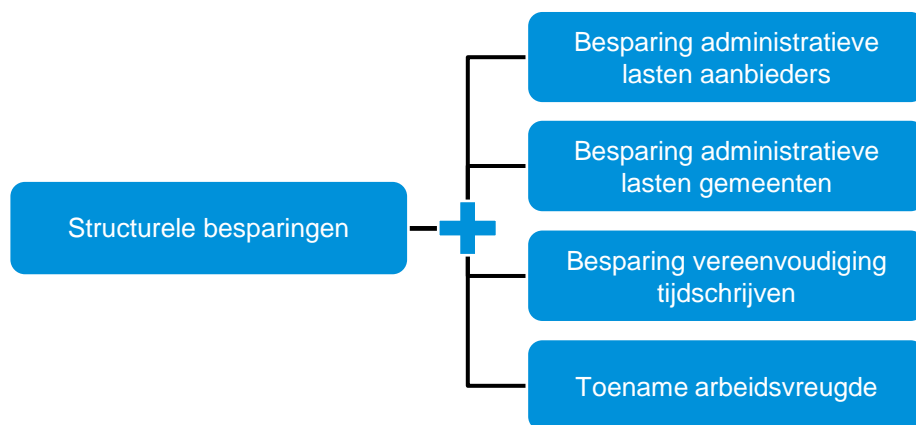 Besparing administratieve
lasten aanbieders
Besparing administratieve
lasten gemeenten
Structurele besparingen
Besparing vereenvoudiging
tijdschrijven
Toename arbeidsvreugde